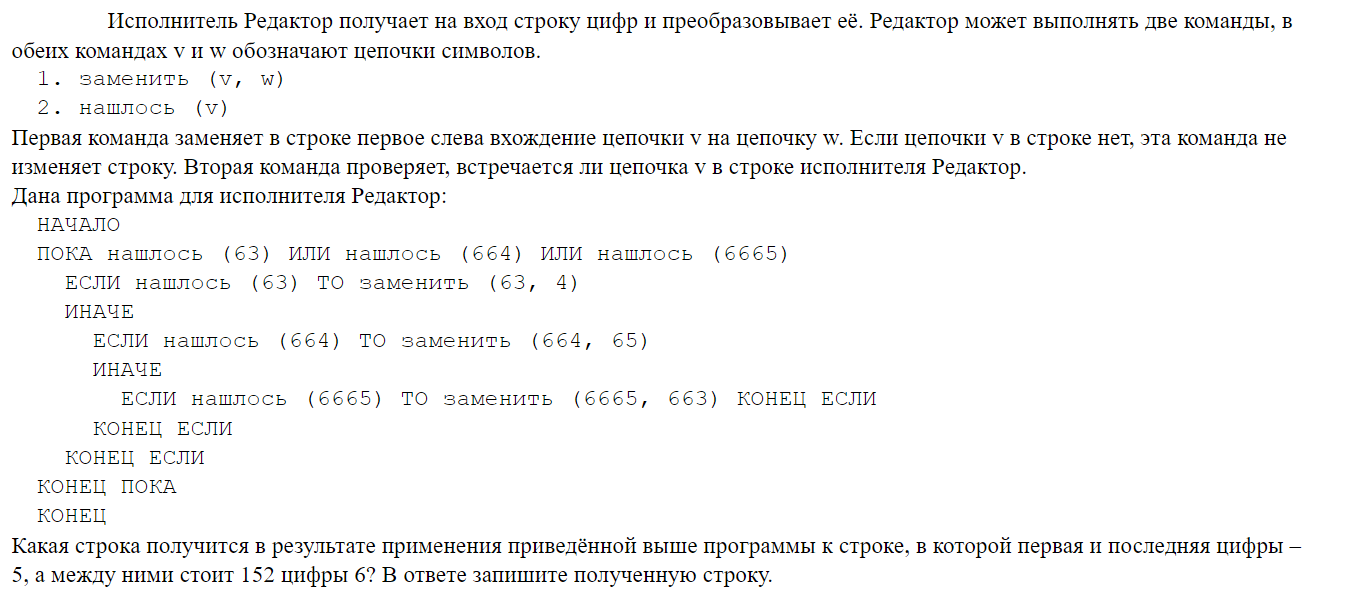 Исполнитель Редактор получает на вход строку цифр и преобразовывает её. Редактор может выполнять две команды, в
обеих командах v и w обозначают цепочки символов.
1. заменить (v, w)
2. нашлось (v)
Первая команда заменяет в строке первое слева вхождение цепочки v на цепочку w. Если цепочки v в строке нет, эта команда не
изменяет строку. Вторая команда проверяет, встречается ли цепочка v в строке исполнителя Редактор.
Дана программа для исполнителя Редактор:
НАЧАЛО
ПОКА нашлось (63) ИЛИ нашлось (664) ИЛИ нашлось (6665)
ЕСЛИ нашлось (63) ТО заменить (63, 4)
ИНАЧЕ
ЕСЛИ нашлось (664) ТО заменить (664, 65)
ИНАЧЕ
ЕСЛИ нашлось (6665) ТО заменить (6665, 663) КОНЕЦ ЕСЛИ
КОНЕЦ ЕСЛИ
КОНЕЦ ЕСЛИ
КОНЕЦ ПОКА
КОНЕЦ
Какая строка получится в результате применения приведённой выше программы к строке, в которой первая и последняя цифры –
5, а между ними стоит 152 цифры 6? В ответе запишите полученную строку.